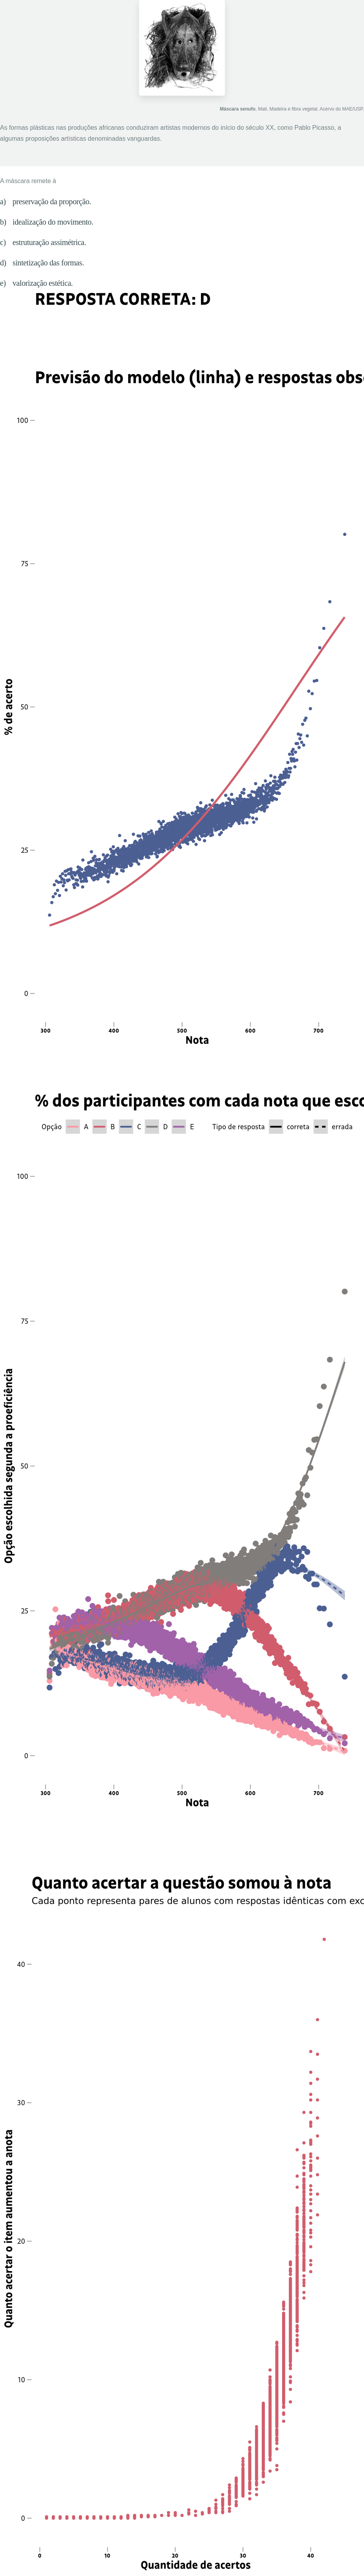 Máscara senufo, Mali. Madeira e fibra vegetal. Acervo do MAE/USP.
As formas plásticas nas produções africanas conduziram artistas modernos do início do século XX, como Pablo Picasso, a
algumas proposições artísticas denominadas vanguardas.
A máscara remete à
a) preservação da proporção.
b) idealização do movimento.
c) estruturação assimétrica.
d) sintetização das formas.
e) valorização estética.
RESPOSTA CORRETA: D
Previsão do modelo (linha) e respostas obs
100
75
50
25
0
% de acerto
300 400 500 600 700
Nota
% dos participantes com cada nota que esco
Opção A B C D E Tipo de resposta correta errada
100
75
50
25
0
Opção escolhida segunda a proeficiência
300 400 500 600 700
Nota
Quanto acertar a questão somou à nota
Cada ponto representa pares de alunos com respostas idênticas com exc
40
30
20
10
0
Quanto acertar o item aumentou a anota
0 10 20 30 40
Quantidade de acertos